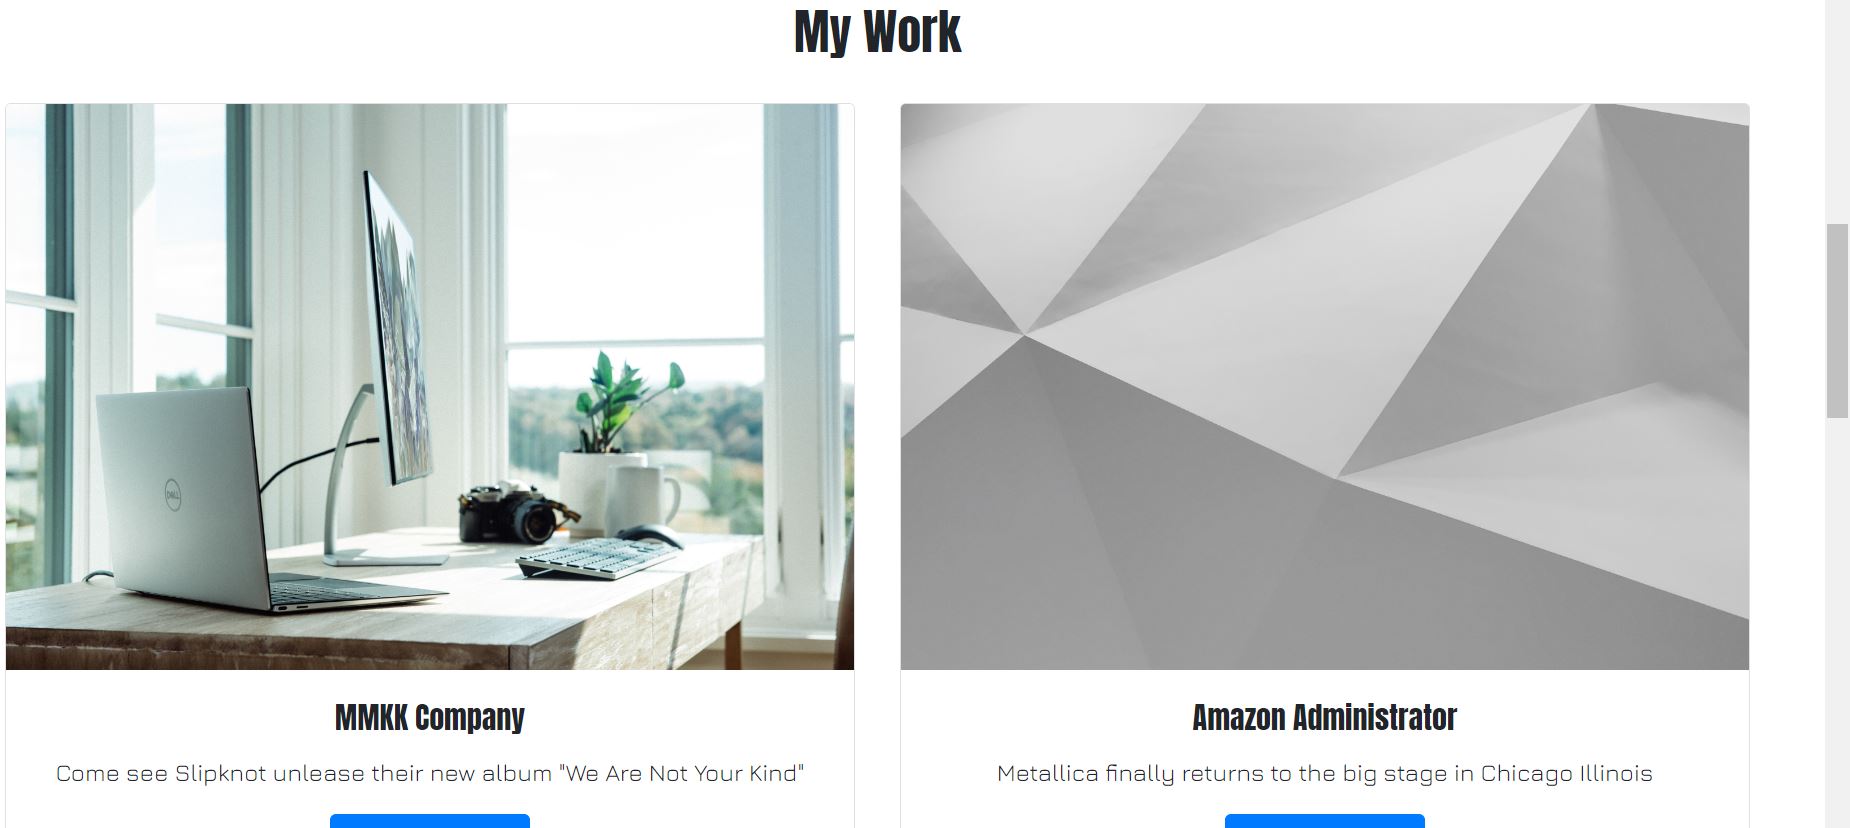 My Work
DELL
MMKK Company
Amazon Administrator
Come see Slipknot unlease their new album "We Are Not Your Kind"
Metallica finally returns to the big stage in Chicago Illinois